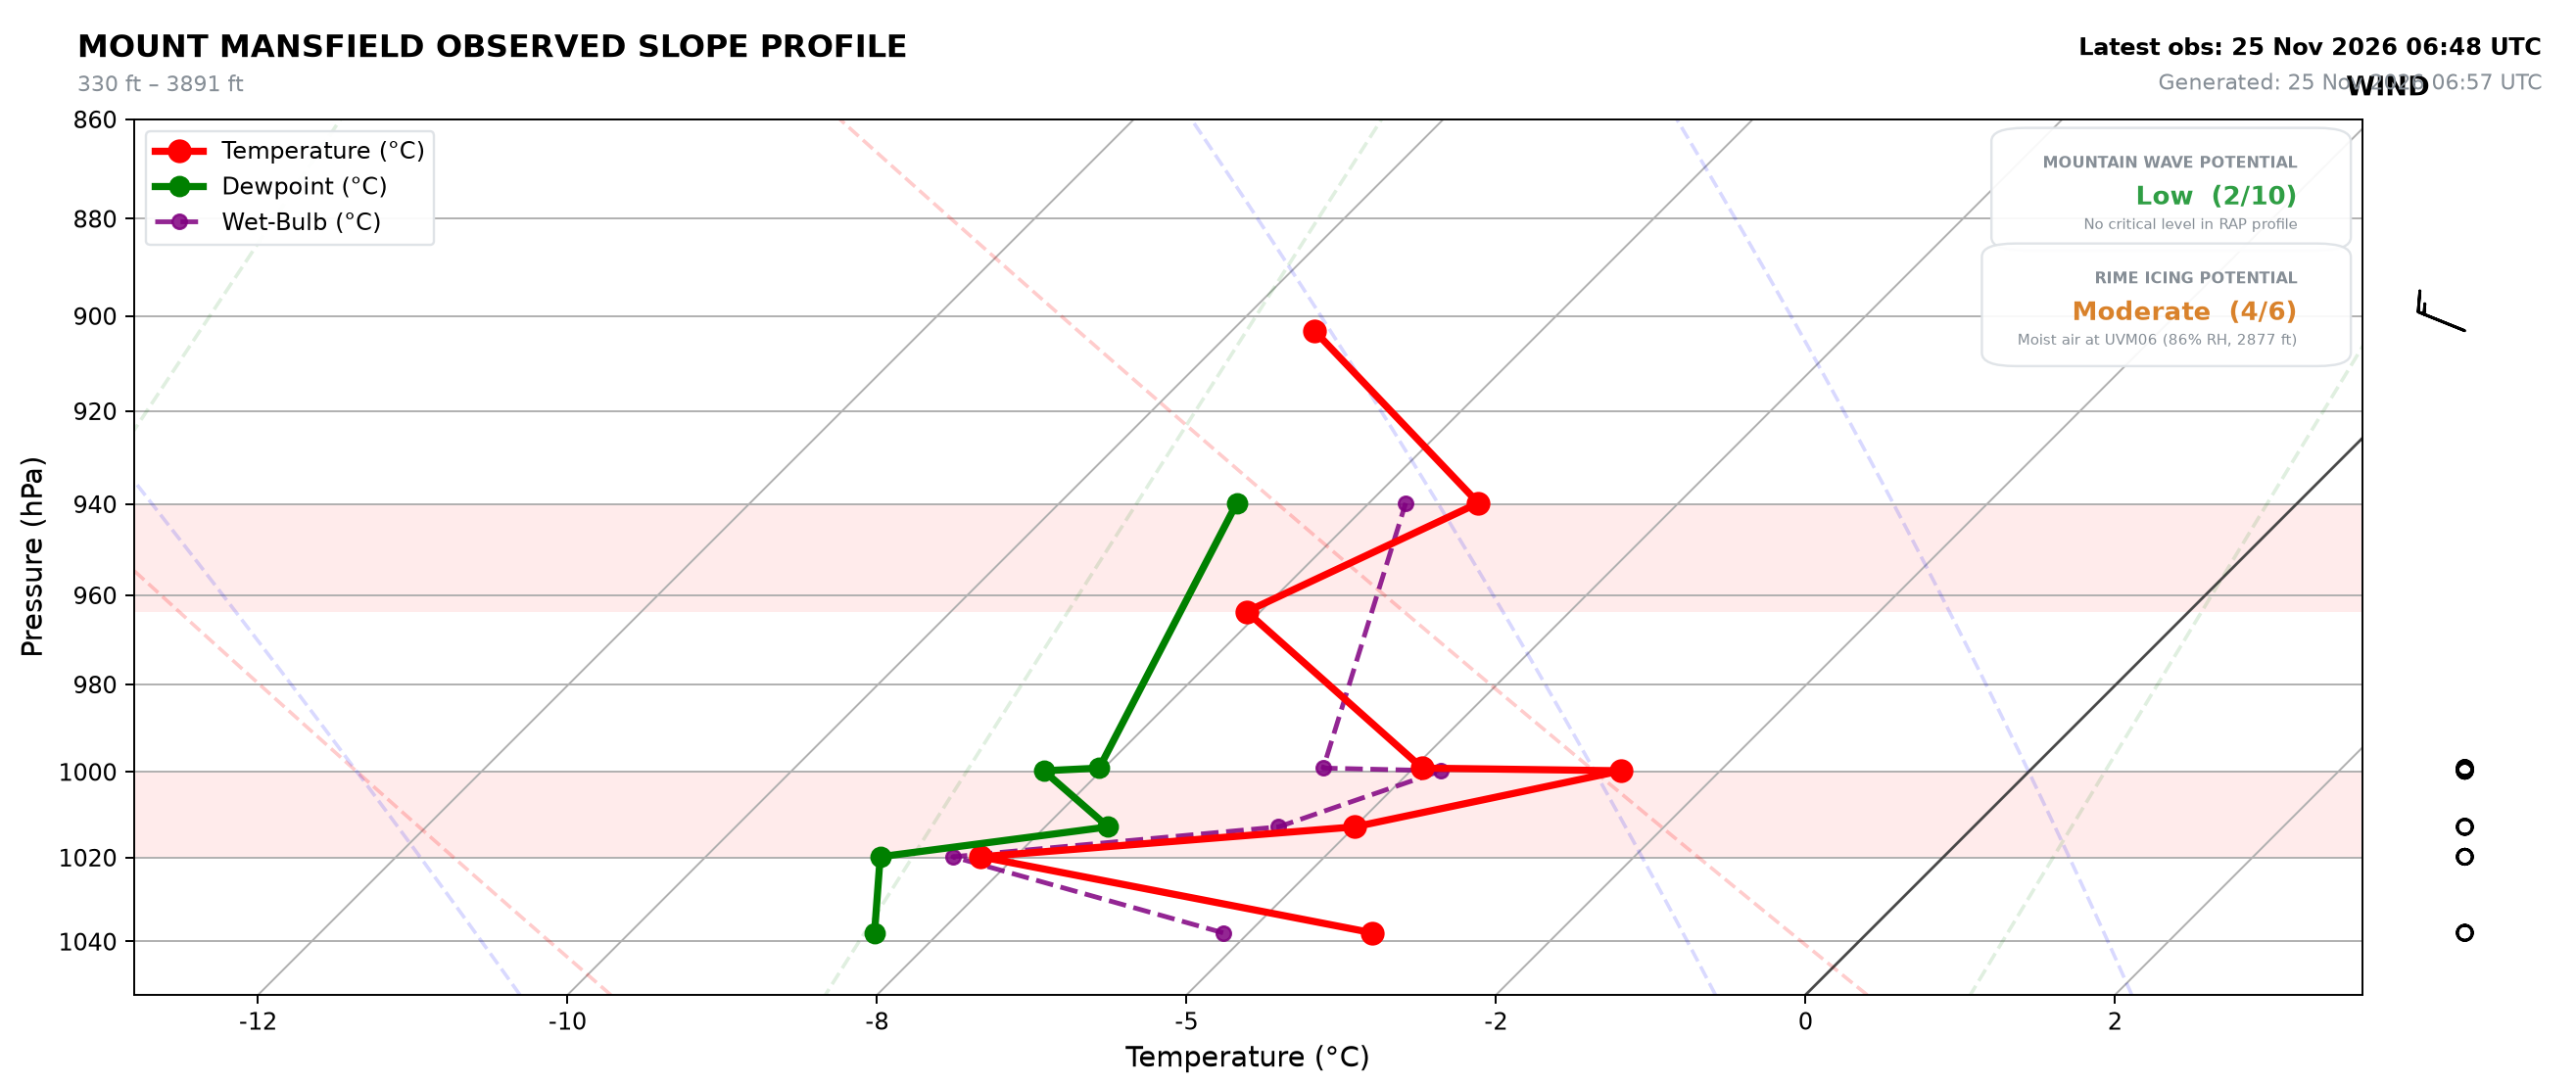 MOUNT MANSFIELD OBSERVED SLOPE PROFILE
330 ft – 3891 ft
Latest obs: 25 Nov 2026 06:48 UTC
Generated: 25 Nov 2026 06:57 UTC
WIND
Temperature (°C)
Dewpoint (°C)
Wet-Bulb (°C)
MOUNTAIN WAVE POTENTIAL
Low (2/10)
No critical level in RAP profile
RIME ICING POTENTIAL
Moderate (4/6)
Moist air at UVM06 (86% RH, 2877 ft)
Pressure (hPa)
860
880
900
920
940
960
980
1000
1020
1040
-12
-10
-8
-5
-2
0
2
Temperature (°C)